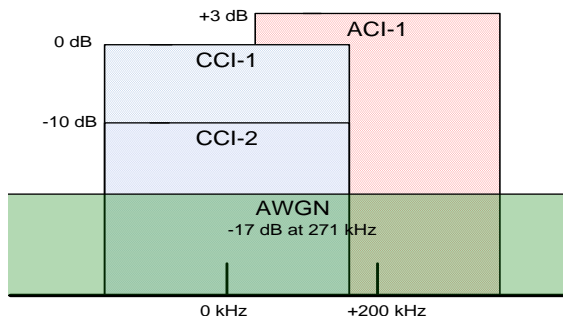 +3 dB
ACI-1
0 dB
CCI-1
-10 dB
CCI-2
AWGN
-17 dB at 271 kHz
0 kHz
+200 kHz